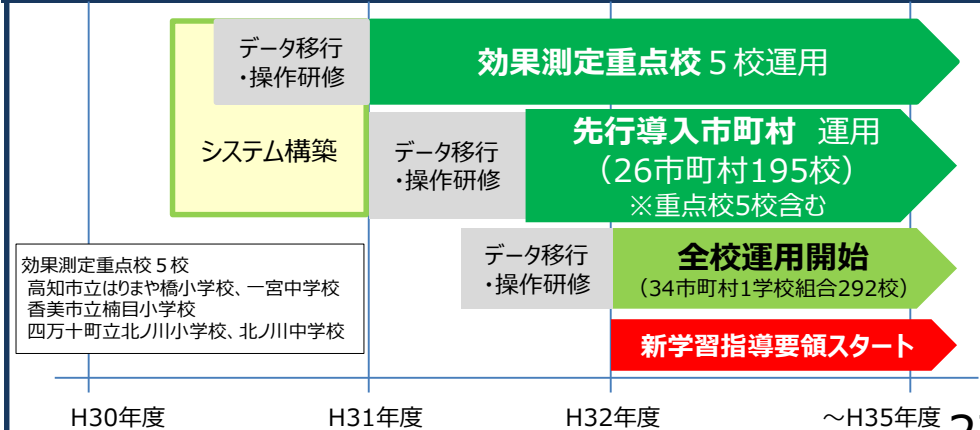 データ移行
・操作研修
効果測定重点校５校運用
システム構築
データ移行
・操作研修
先行導入市町村 運用
（26市町村195校）
※重点校5校含む
データ移行
・操作研修
全校運用開始
（34市町村1学校組合292校）
新学習指導要領スタート
効果測定重点校５校
高知市立はりまや橋小学校、一宮中学校
香美市立楠目小学校
四万十町立北ノ川小学校、北ノ川中学校
H30年度
H31年度
H32年度
～H35年度